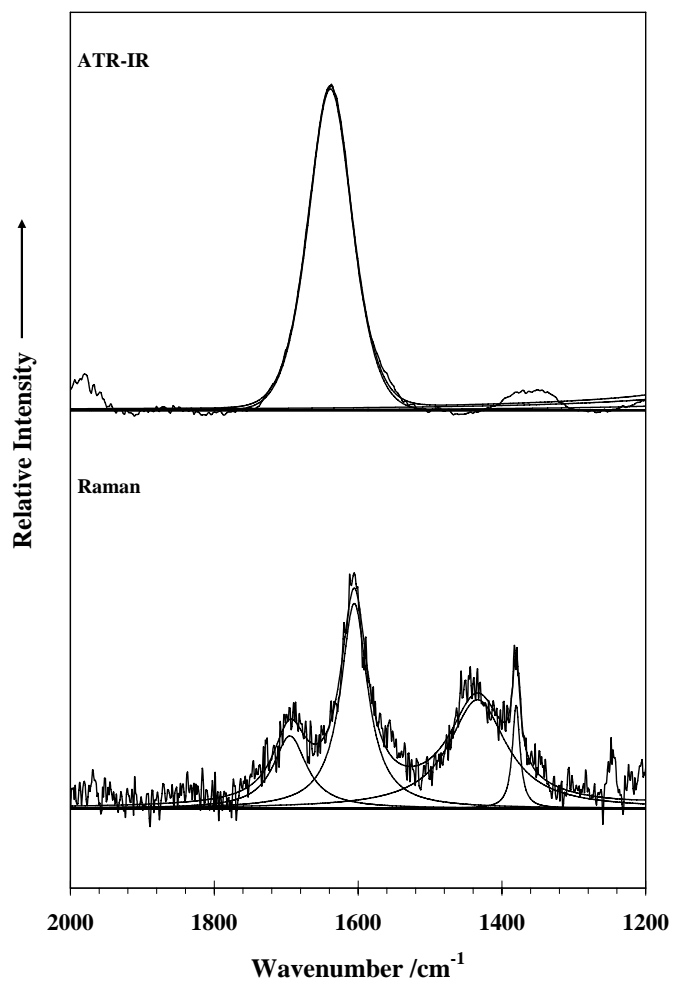 ATR-IR
Relative Intensity
Raman
2000 1800 1600 1400 1200
Wavenumber /cm⁻¹